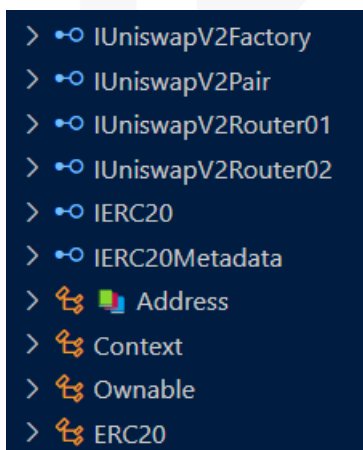 IUniswapV2Factory
IUniswapV2Pair
IUniswapV2Router01
IUniswapV2Router02
IERC20
IERC20Metadata
Address
Context
Ownable
ERC20